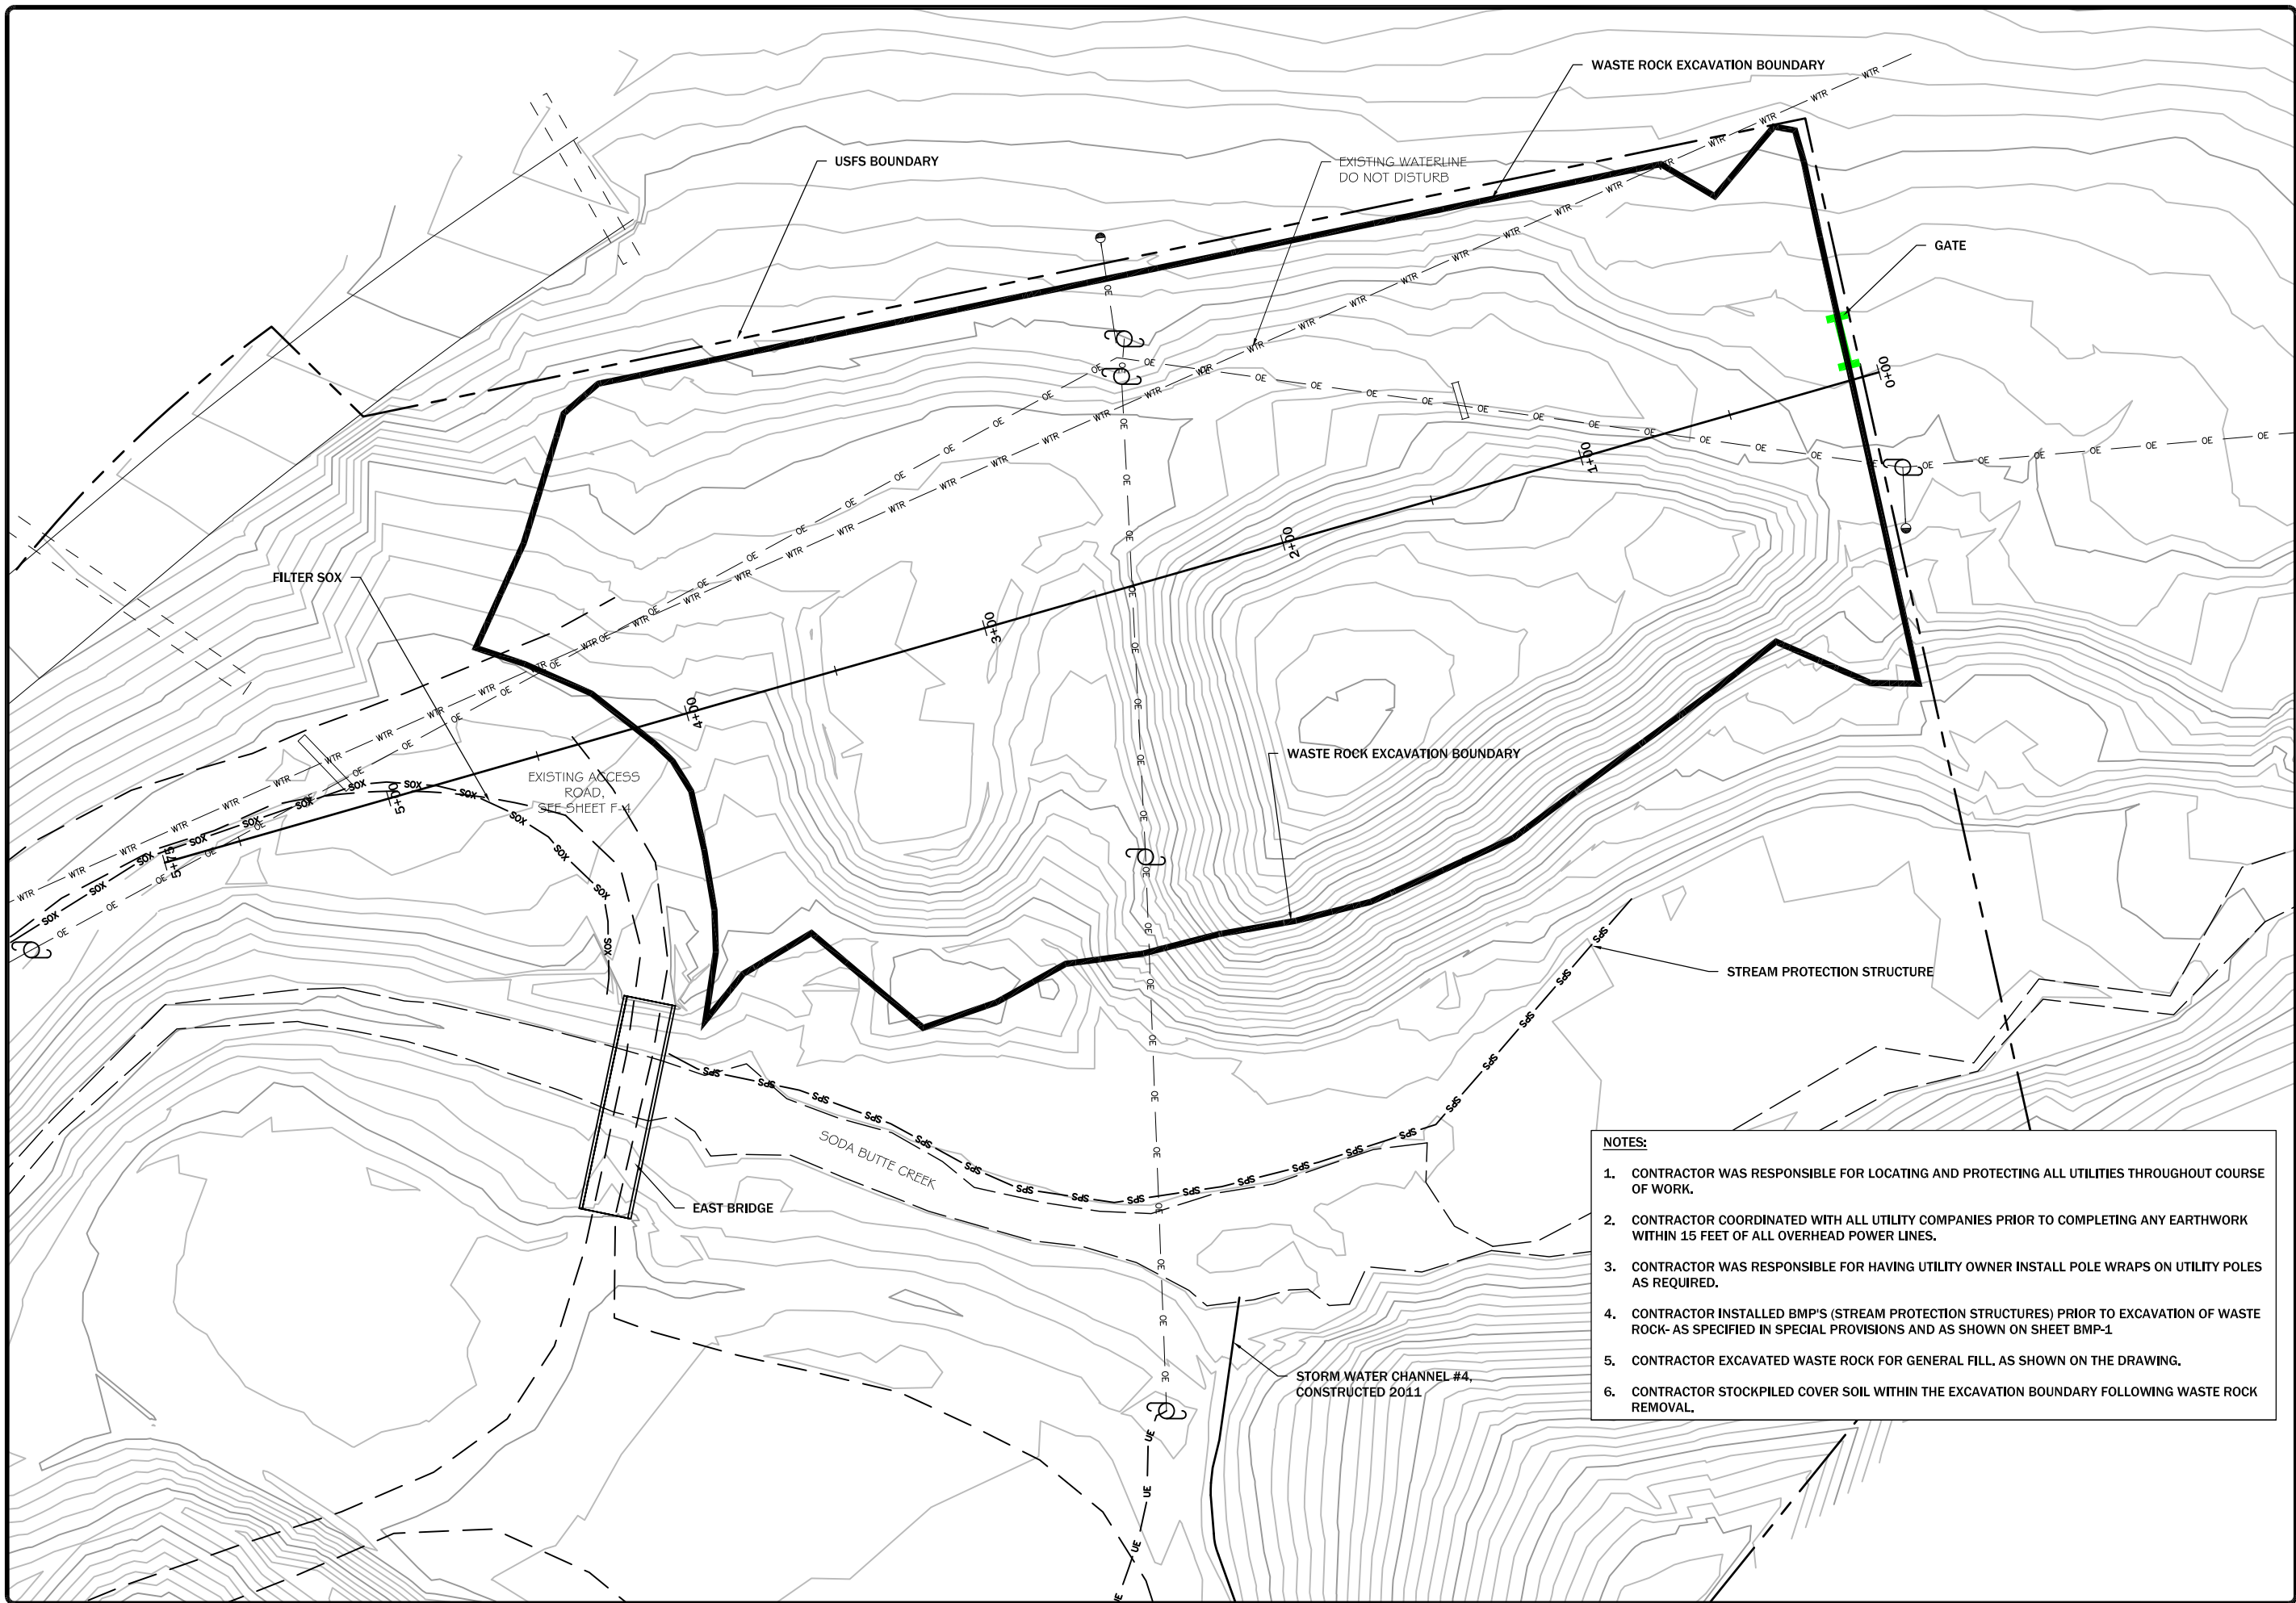 WASTE ROCK EXCAVATION BOUNDARY
USFS BOUNDARY
EXISTING WATERLINE
DO NOT DISTURB
GATE
0+00
1+00
2+00
3+00
4+00
5+00
5+75
FILTER SOX
EXISTING ACCESS
ROAD,
SEE SHEET F-4
WASTE ROCK EXCAVATION BOUNDARY
STREAM PROTECTION STRUCTURE
SODA BUTTE CREEK
EAST BRIDGE
STORM WATER CHANNEL #4,
CONSTRUCTED 2011
WTR
OE
SOX
SPS
UE
NOTES:
1. CONTRACTOR WAS RESPONSIBLE FOR LOCATING AND PROTECTING ALL UTILITIES THROUGHOUT COURSE
OF WORK.
2. CONTRACTOR COORDINATED WITH ALL UTILITY COMPANIES PRIOR TO COMPLETING ANY EARTHWORK
WITHIN 15 FEET OF ALL OVERHEAD POWER LINES.
3. CONTRACTOR WAS RESPONSIBLE FOR HAVING UTILITY OWNER INSTALL POLE WRAPS ON UTILITY POLES
AS REQUIRED.
4. CONTRACTOR INSTALLED BMP'S (STREAM PROTECTION STRUCTURES) PRIOR TO EXCAVATION OF WASTE
ROCK- AS SPECIFIED IN SPECIAL PROVISIONS AND AS SHOWN ON SHEET BMP-1
5. CONTRACTOR EXCAVATED WASTE ROCK FOR GENERAL FILL. AS SHOWN ON THE DRAWING.
6. CONTRACTOR STOCKPILED COVER SOIL WITHIN THE EXCAVATION BOUNDARY FOLLOWING WASTE ROCK
REMOVAL.